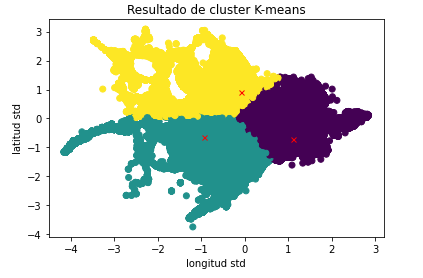 Resultado de cluster K-means
latitud std
3
2
1
0
−1
−2
−3
−4
−4 −3 −2 −1 0 1 2 3
longitud std